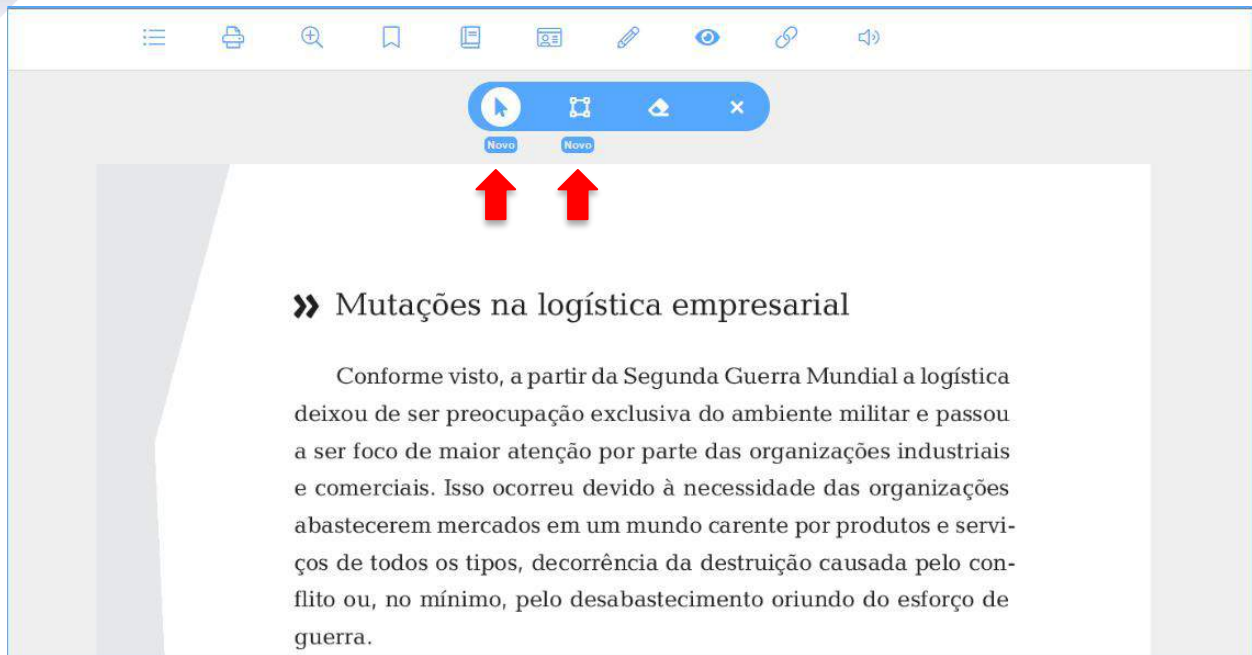 Novo Novo
» Mutações na logística empresarial
Conforme visto, a partir da Segunda Guerra Mundial a logística
deixou de ser preocupação exclusiva do ambiente militar e passou
a ser foco de maior atenção por parte das organizações industriais
e comerciais. Isso ocorreu devido à necessidade das organizações
abastecerem mercados em um mundo carente por produtos e servi-
ços de todos os tipos, decorrência da destruição causada pelo con-
flito ou, no mínimo, pelo desabastecimento oriundo do esforço de
guerra.